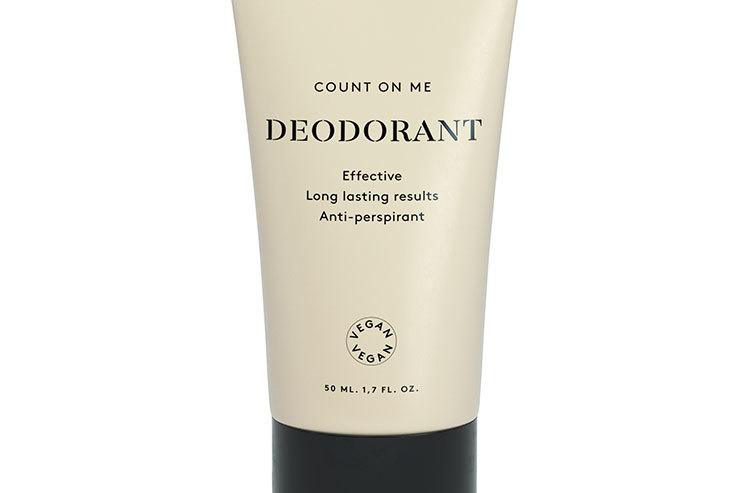 COUNT ON ME
DEODORANT
Effective
Long lasting results
Anti-perspirant
VEGAN
VEGAN
50 ML. 1,7 FL. OZ.